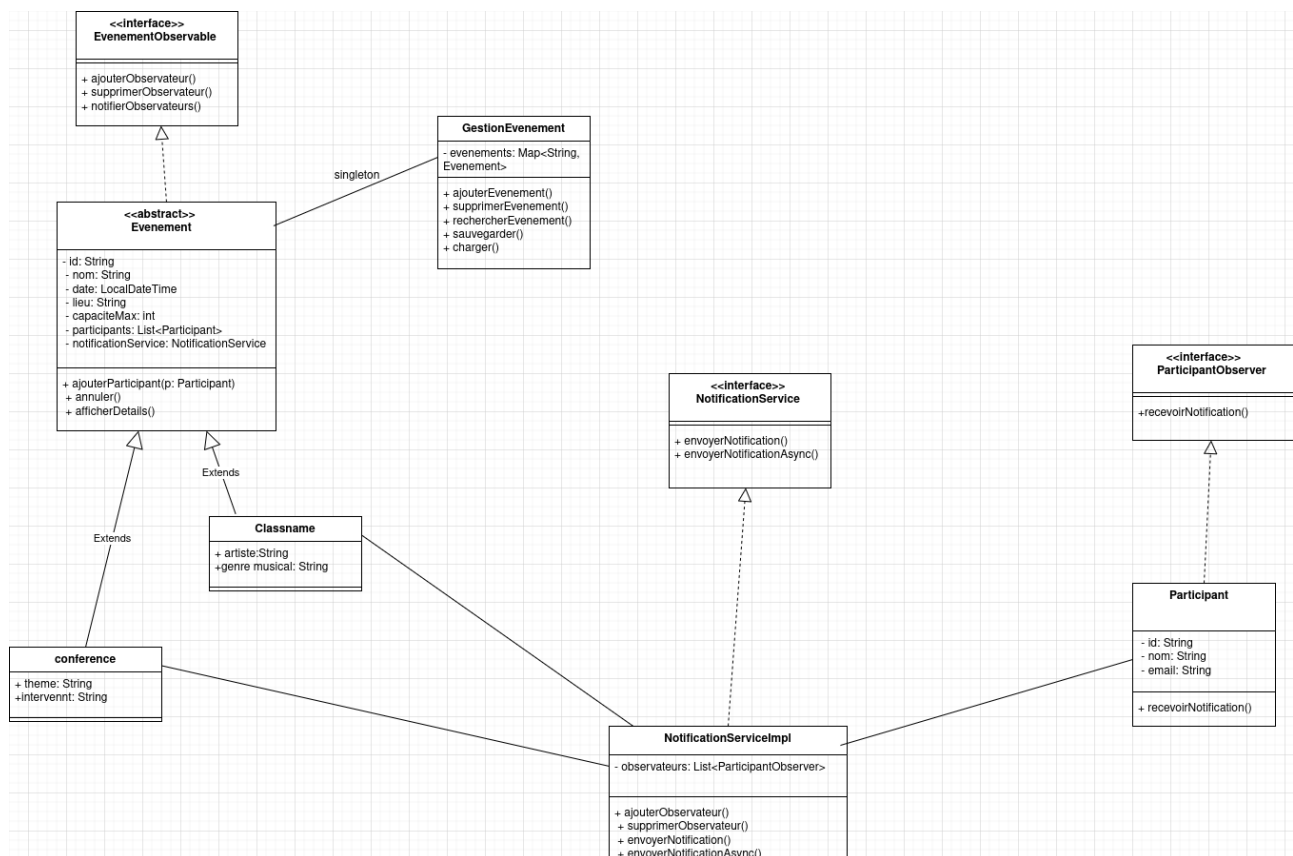 <<interface>>
EvenementObservable
+ ajouterObservateur()
+ supprimerObservateur()
+ notifierObservateurs()
GestionEvenement
- evenements: Map<String,
Evenement>
+ ajouterEvenement()
+ supprimerEvenement()
+ rechercherEvenement()
+ sauvegarder()
+ charger()
singleton
<<abstract>>
Evenement
- id: String
- nom: String
- date: LocalDateTime
- lieu: String
- capaciteMax: int
- participants: List<Participant>
- notificationService: NotificationService
+ ajouterParticipant(p: Participant)
+ annuler()
+ afficherDetails()
<<interface>>
NotificationService
+ envoyerNotification()
+ envoyerNotificationAsync()
<<interface>>
ParticipantObserver
+recevoirNotification()
Extends
Extends
Classname
+ artiste:String
+genre musical: String
conference
+ theme: String
+intervennt: String
Participant
- id: String
- nom: String
- email: String
+ recevoirNotification()
NotificationServiceImpl
- observateurs: List<ParticipantObserver>
+ ajouterObservateur()
+ supprimerObservateur()
+ envoyerNotification()
+ envoyerNotificationAsync()